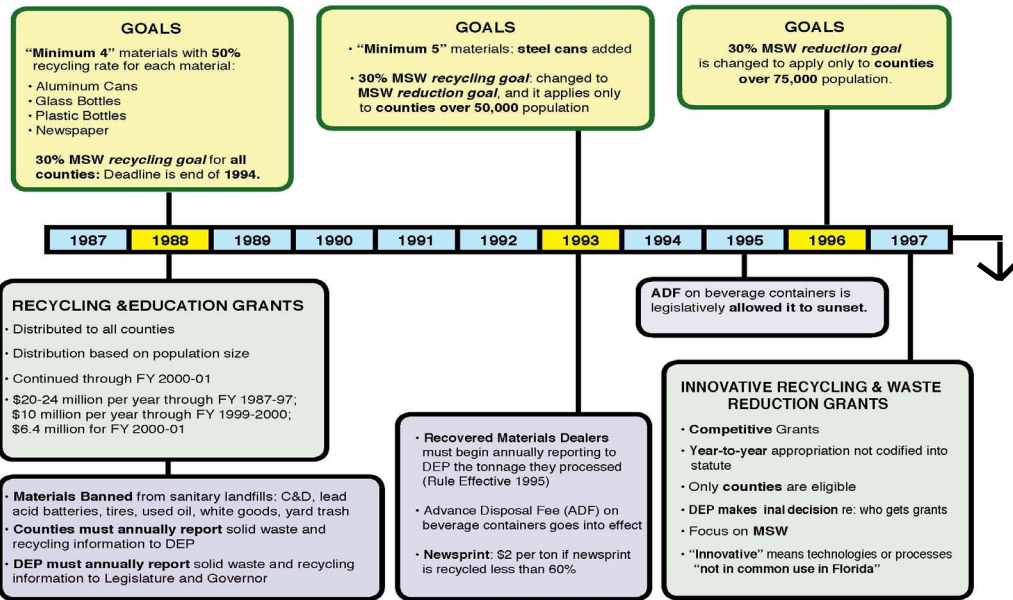 GOALS
“Minimum 4” materials with 50%
recycling rate for each material:
• Aluminum Cans
• Glass Bottles
• Plastic Bottles
• Newspaper
30% MSW recycling goal for all
counties: Deadline is end of 1994.
GOALS
• “Minimum 5” materials: steel cans added
• 30% MSW recycling goal: changed to
MSW reduction goal, and it applies only
to counties over 50,000 population
GOALS
30% MSW reduction goal
is changed to apply only to counties
over 75,000 population.
1987 1988 1989 1990 1991 1992 1993 1994 1995 1996 1997
RECYCLING &EDUCATION GRANTS
• Distributed to all counties
• Distribution based on population size
• Continued through FY 2000-01
• $20-24 million per year through FY 1987-97;
$10 million per year through FY 1999-2000;
$6.4 million for FY 2000-01
• Materials Banned from sanitary landfills: C&D, lead
acid batteries, tires, used oil, white goods, yard trash
• Counties must annually report solid waste and
recycling information to DEP
• DEP must annually report solid waste and recycling
information to Legislature and Governor
• Recovered Materials Dealers
must begin annually reporting to
DEP the tonnage they processed
(Rule Effective 1995)
• Advance Disposal Fee (ADF) on
beverage containers goes into effect
• Newsprint: $2 per ton if newsprint
is recycled less than 60%
ADF on beverage containers is
legislatively allowed it to sunset.
INNOVATIVE RECYCLING & WASTE
REDUCTION GRANTS
• Competitive Grants
• Year-to-year appropriation not codified into
statute
• Only counties are eligible
• DEP makes inal decision re: who gets grants
• Focus on MSW
• “Innovative” means technologies or processes
“not in common use in Florida”